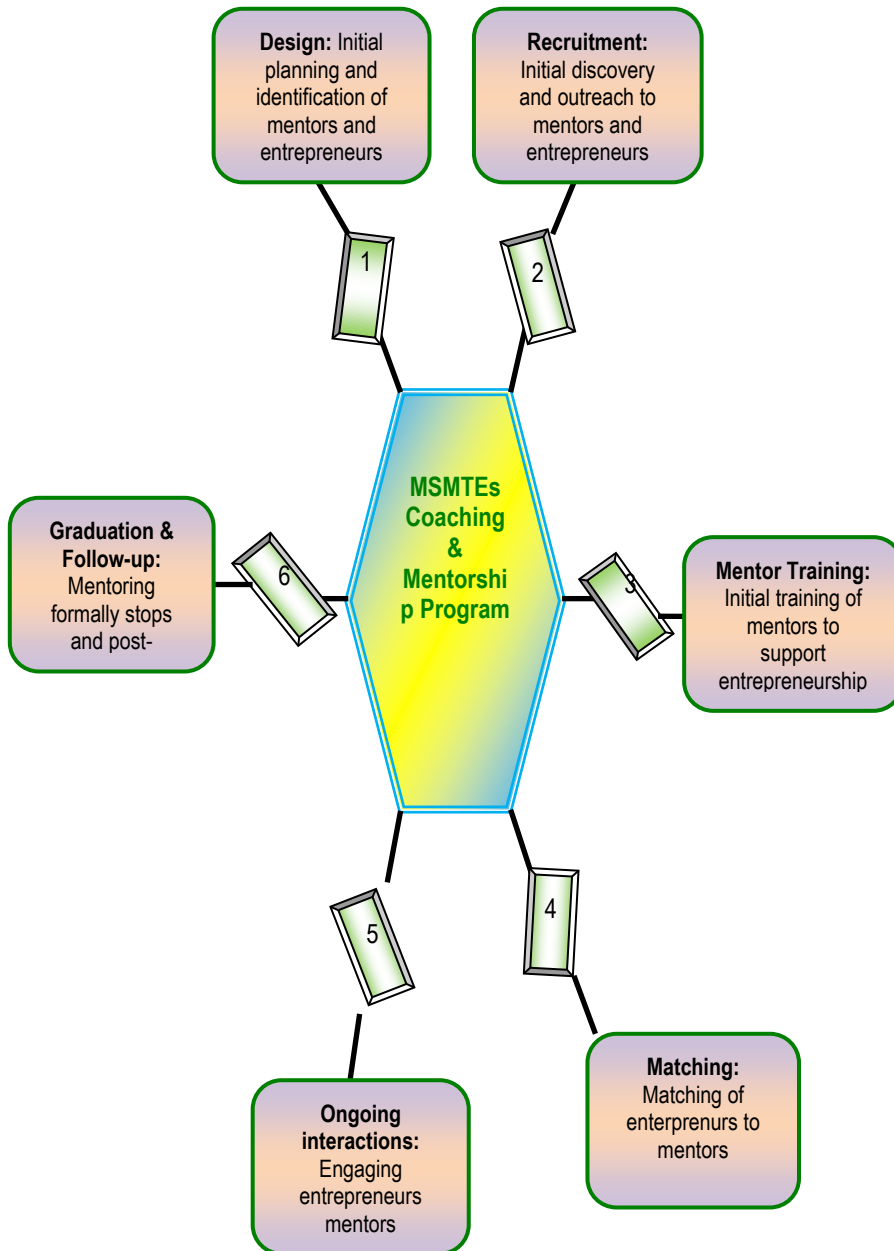 Design: Initial
planning and
identification of
mentors and
entrepreneurs
Recruitment:
Initial discovery
and outreach to
mentors and
entrepreneurs
1
2
MSMTEs
Coaching
&
Mentorshi
p Program
Graduation &
Follow-up:
Mentoring
formally stops
and post-
6
3
Mentor Training:
Initial training of
mentors to
support
entrepreneurship
5
4
Ongoing
interactions:
Engaging
entrepreneurs
mentors
Matching:
Matching of
enterprenurs to
mentors